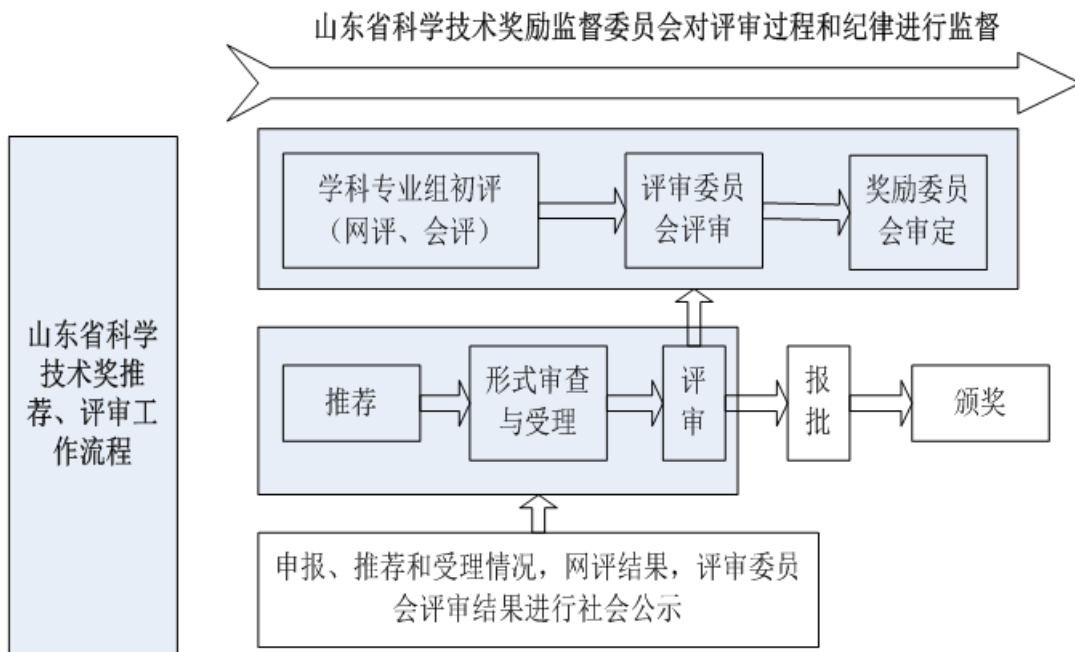 山东省科学技术奖励监督委员会对评审过程和纪律进行监督
学科专业组初评
（网评、会评）
评审委员
会评审
奖励委员
会审定
山东省科学
技术奖推
荐、评审工
作流程
推荐
形式审查
与受理
评
审
报
批
颁奖
申报、推荐和受理情况，网评结果，评审委员
会评审结果进行社会公示